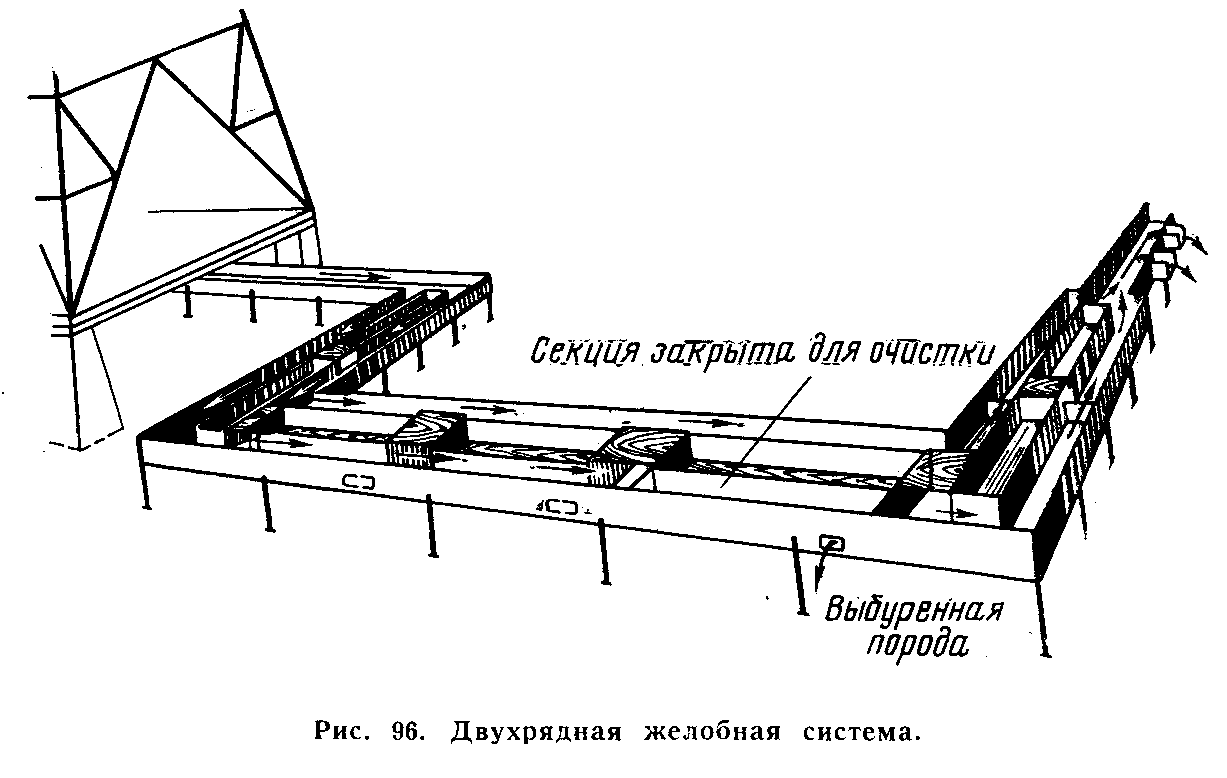 Секция закрыта для очистки
Выбуренная
порода
Рис. 96. Двухрядная желобная система.